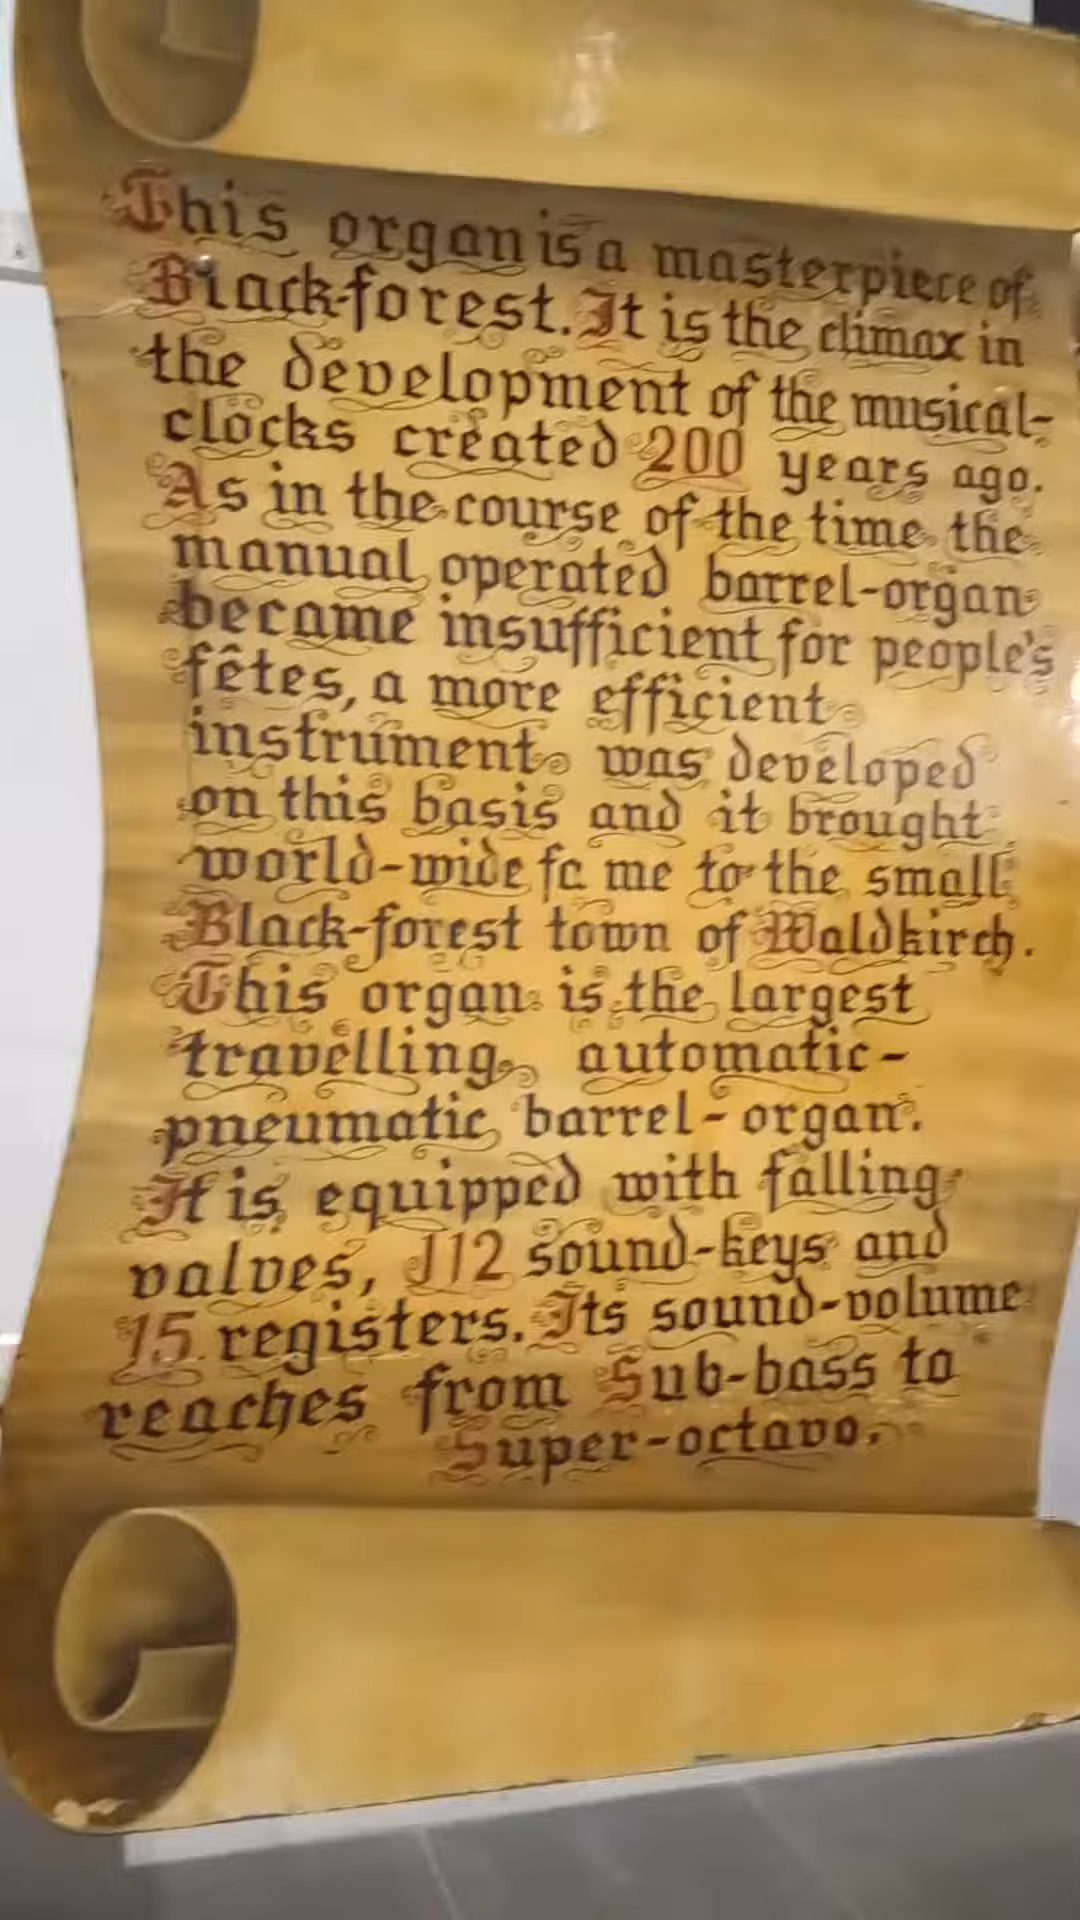 This organ is a masterpiece of
Black-forest. It is the climax in
the development of the musical-
clocks created 200 years ago.
As in the course of the time the
manual operated barrel-organ
became insufficient for people's
fêtes, a more efficient
instrument was developed
on this basis and it brought
world-wide fa me to the small
Black-forest town of Waldkirch.
This organ is the largest
travelling automatic-
pneumatic barrel-organ.
It is equipped with falling
valves, 112 sound-keys and
15 registers. Its sound-volume
reaches from Sub-bass to
Super-octavo.